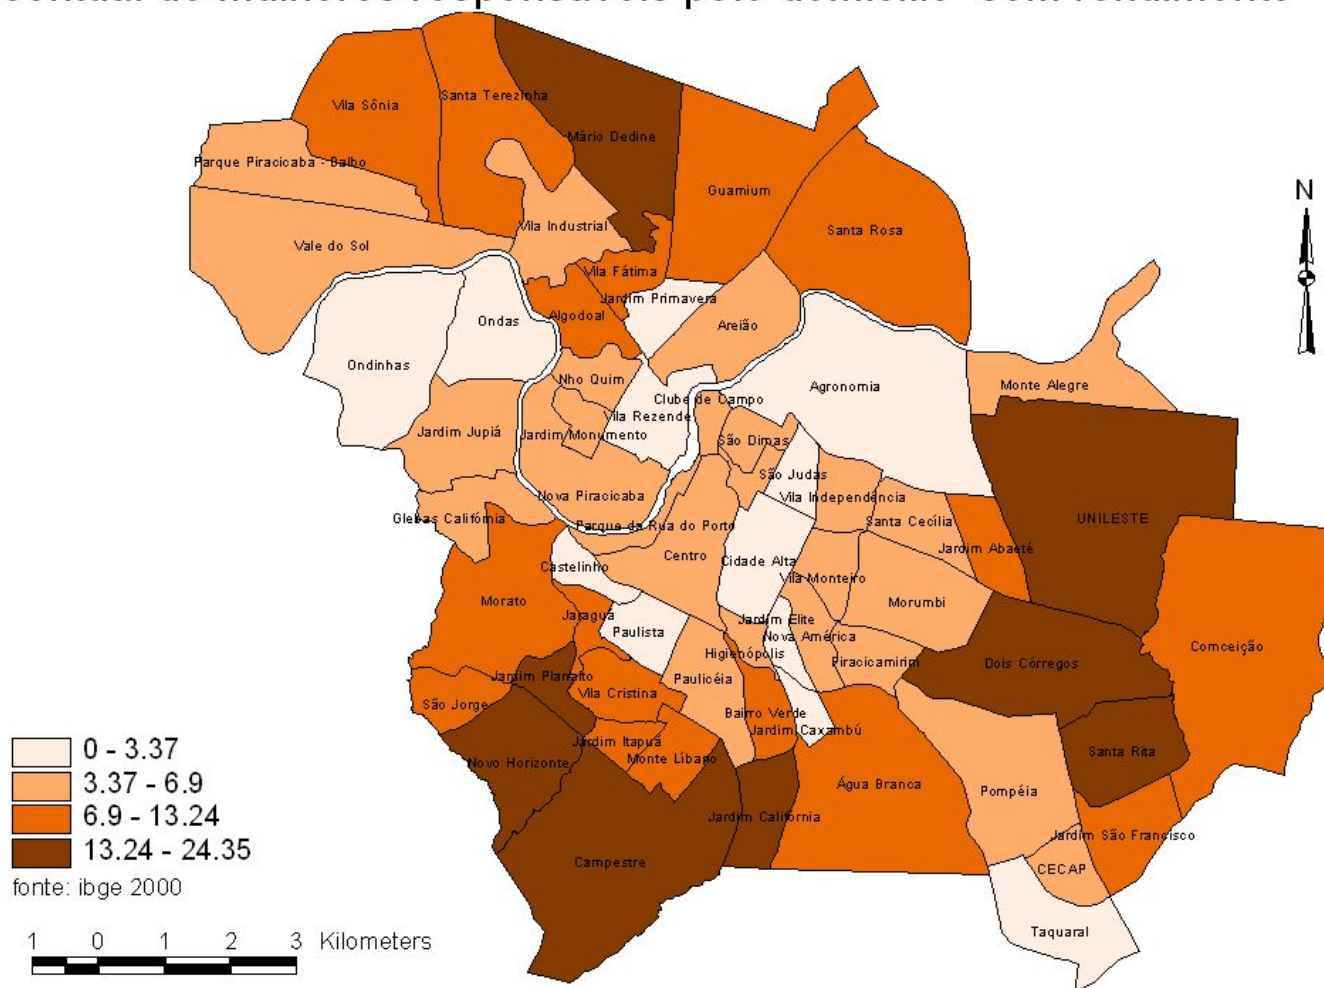 Vila Sônia
Santa Terezinha
Mário Dedine
Parque Piracicaba - Balbo
Guamium
Santa Rosa
N
Vila Industrial
Vale do Sol
Vila Fátima
Jardim Primavera
Algodoal
Ondas
Areião
Ondinhas
Nho Quim
Agronomia
Monte Alegre
Clube de Campo
Vila Rezende
Jardim Jupiá
Jardim Monumento
São Dimas
São Judas
Nova Piracicaba
Vila Independência
Glebas Califórnia
Parque da Rua do Porto
Santa Cecília
UNILESTE
Centro
Cidade Alta
Jardim Abaeté
Castelinho
Vila Monteiro
Morato
Morumbi
Jaraguá
Paulista
Jardim Elite
Nova América
Higienópolis
Piracicamirim
Dois Córregos
Comceição
Jardim Planalto
Paulicéia
Vila Cristina
São Jorge
Bairro Verde
Jardim Caxambú
Jardim Itapuã
Monte Líbano
Santa Rita
Novo Horizonte
Água Branca
Pompéia
Jardim Califórnia
Jardim São Francisco
Campestre
CECAP
Taquaral
0 - 3.37
3.37 - 6.9
6.9 - 13.24
13.24 - 24.35
fonte: ibge 2000
1 0 1 2 3 Kilometers